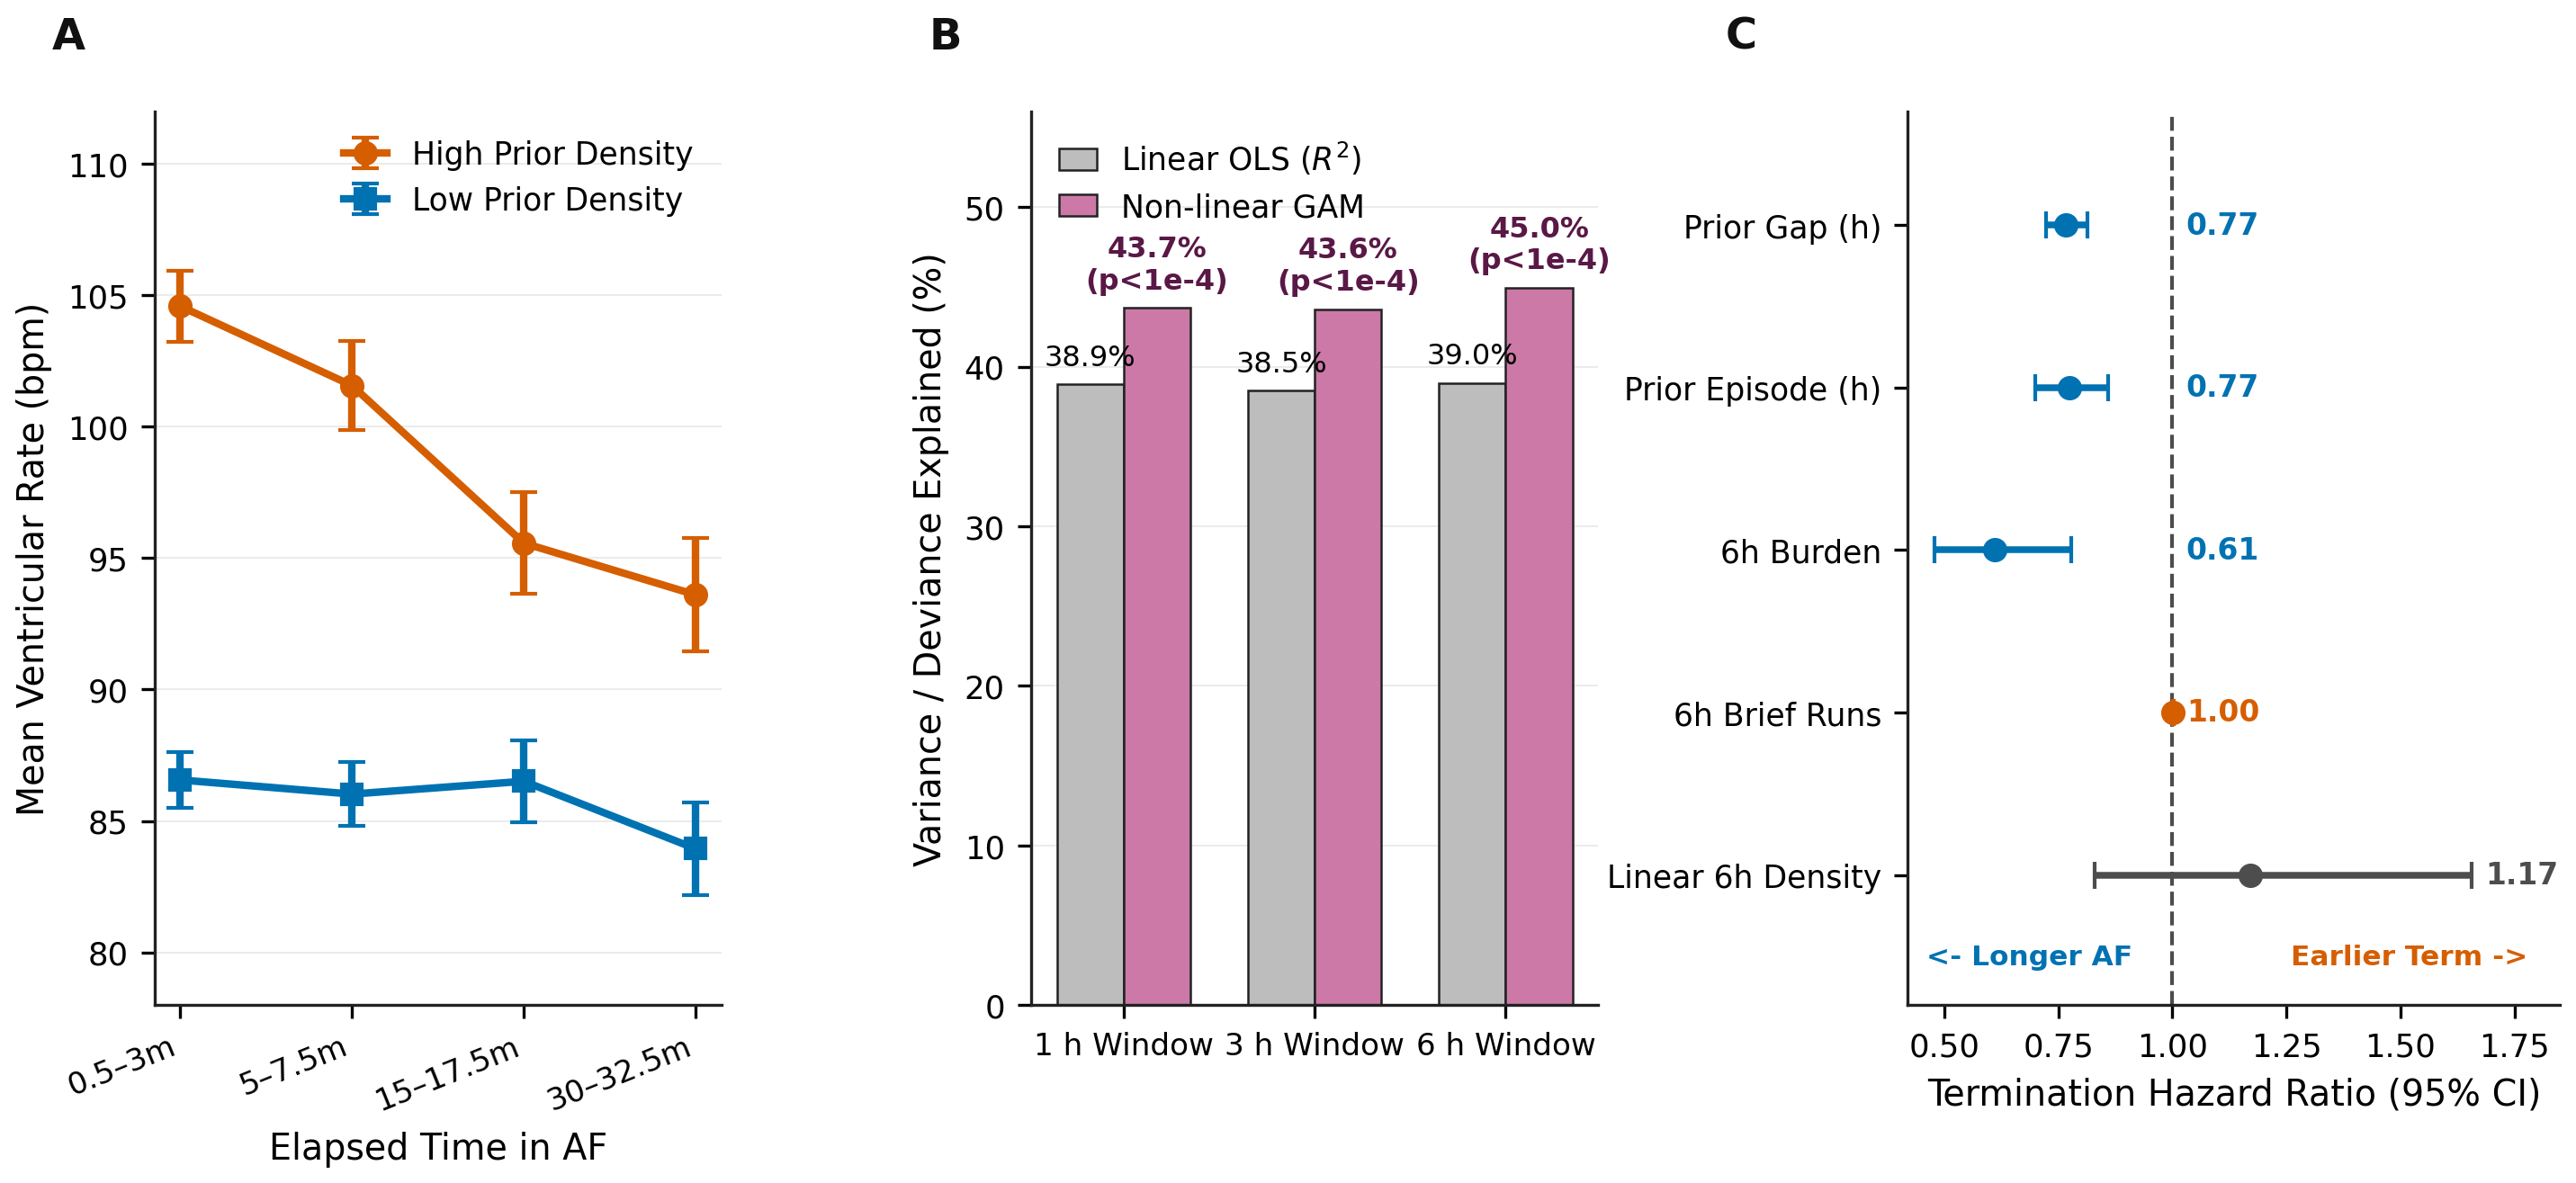 A
Mean Ventricular Rate (bpm)
110
105
100
95
90
85
80
High Prior Density
Low Prior Density
0.5–3m
5–7.5m
15–17.5m
30–32.5m
Elapsed Time in AF
B
Variance / Deviance Explained (%)
50
40
30
20
10
0
Linear OLS (R²)
Non-linear GAM
38.9%
43.7%
(p<1e-4)
38.5%
43.6%
(p<1e-4)
39.0%
45.0%
(p<1e-4)
1 h Window
3 h Window
6 h Window
C
Prior Gap (h)
0.77
Prior Episode (h)
0.77
6h Burden
0.61
6h Brief Runs
1.00
Linear 6h Density
1.17
<- Longer AF
Earlier Term ->
0.50
0.75
1.00
1.25
1.50
1.75
Termination Hazard Ratio (95% CI)